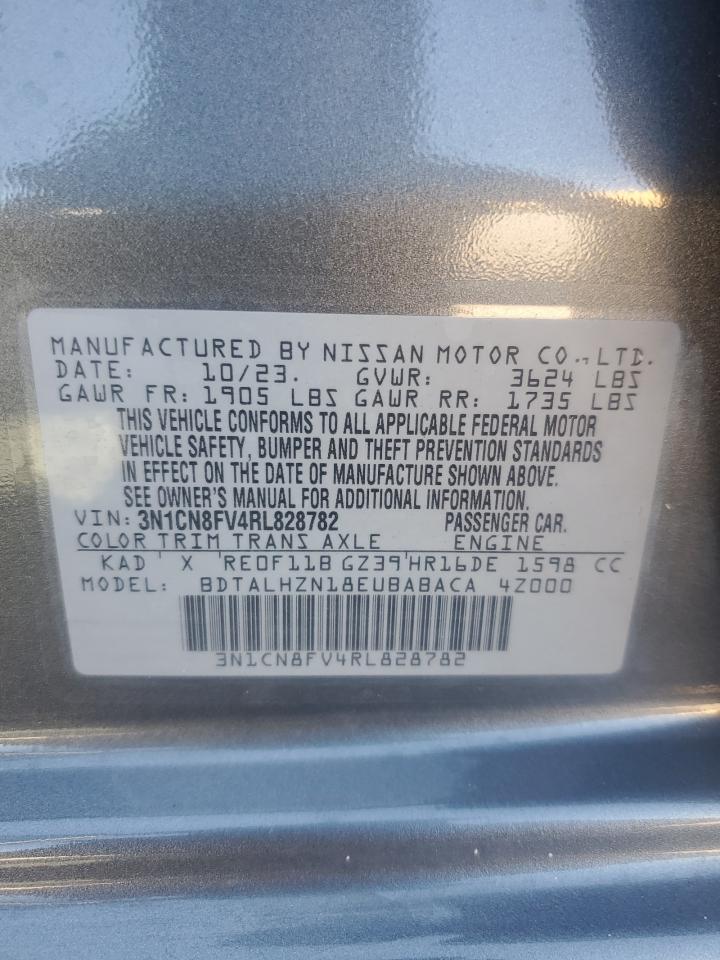 MANUFACTURED BY NISSAN MOTOR CO., LTD.
DATE: 10/23. GVWR: 3624 LBS
GAWR FR: 1905 LBS GAWR RR: 1735 LBS
THIS VEHICLE CONFORMS TO ALL APPLICABLE FEDERAL MOTOR
VEHICLE SAFETY, BUMPER AND THEFT PREVENTION STANDARDS
IN EFFECT ON THE DATE OF MANUFACTURE SHOWN ABOVE.
SEE OWNER'S MANUAL FOR ADDITIONAL INFORMATION.
VIN: 3N1CN8FV4RL828782 PASSENGER CAR.
COLOR TRIM TRANS AXLE ENGINE
KAD X RE0F11B GZ39 HR16DE 1598 CC
MODEL: BDTALHZN18EUBABACA 4Z000
3N1CN8FV4RL828782